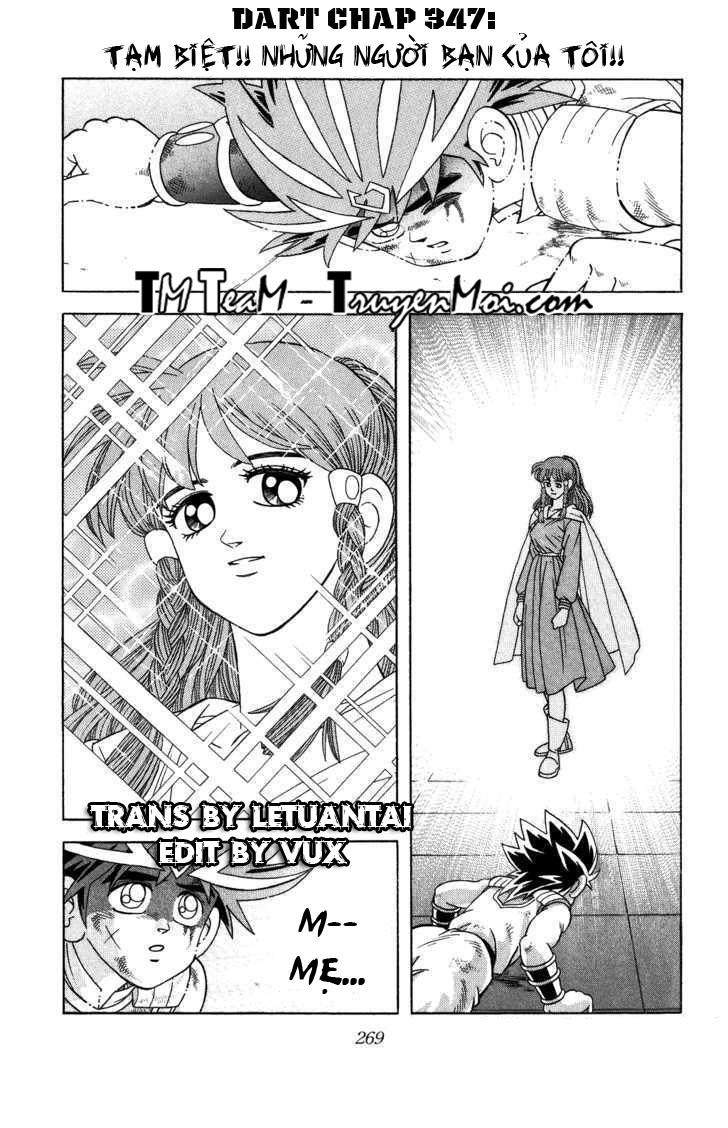 DART CHAP 347:
TẠM BIỆT!! NHỮNG NGƯỜI BẠN CỦA TÔI!!
TM TeaM - TruyenMoi.com
TRANS BY LETUANTAI
EDIT BY VUX
M--
MẸ...
269